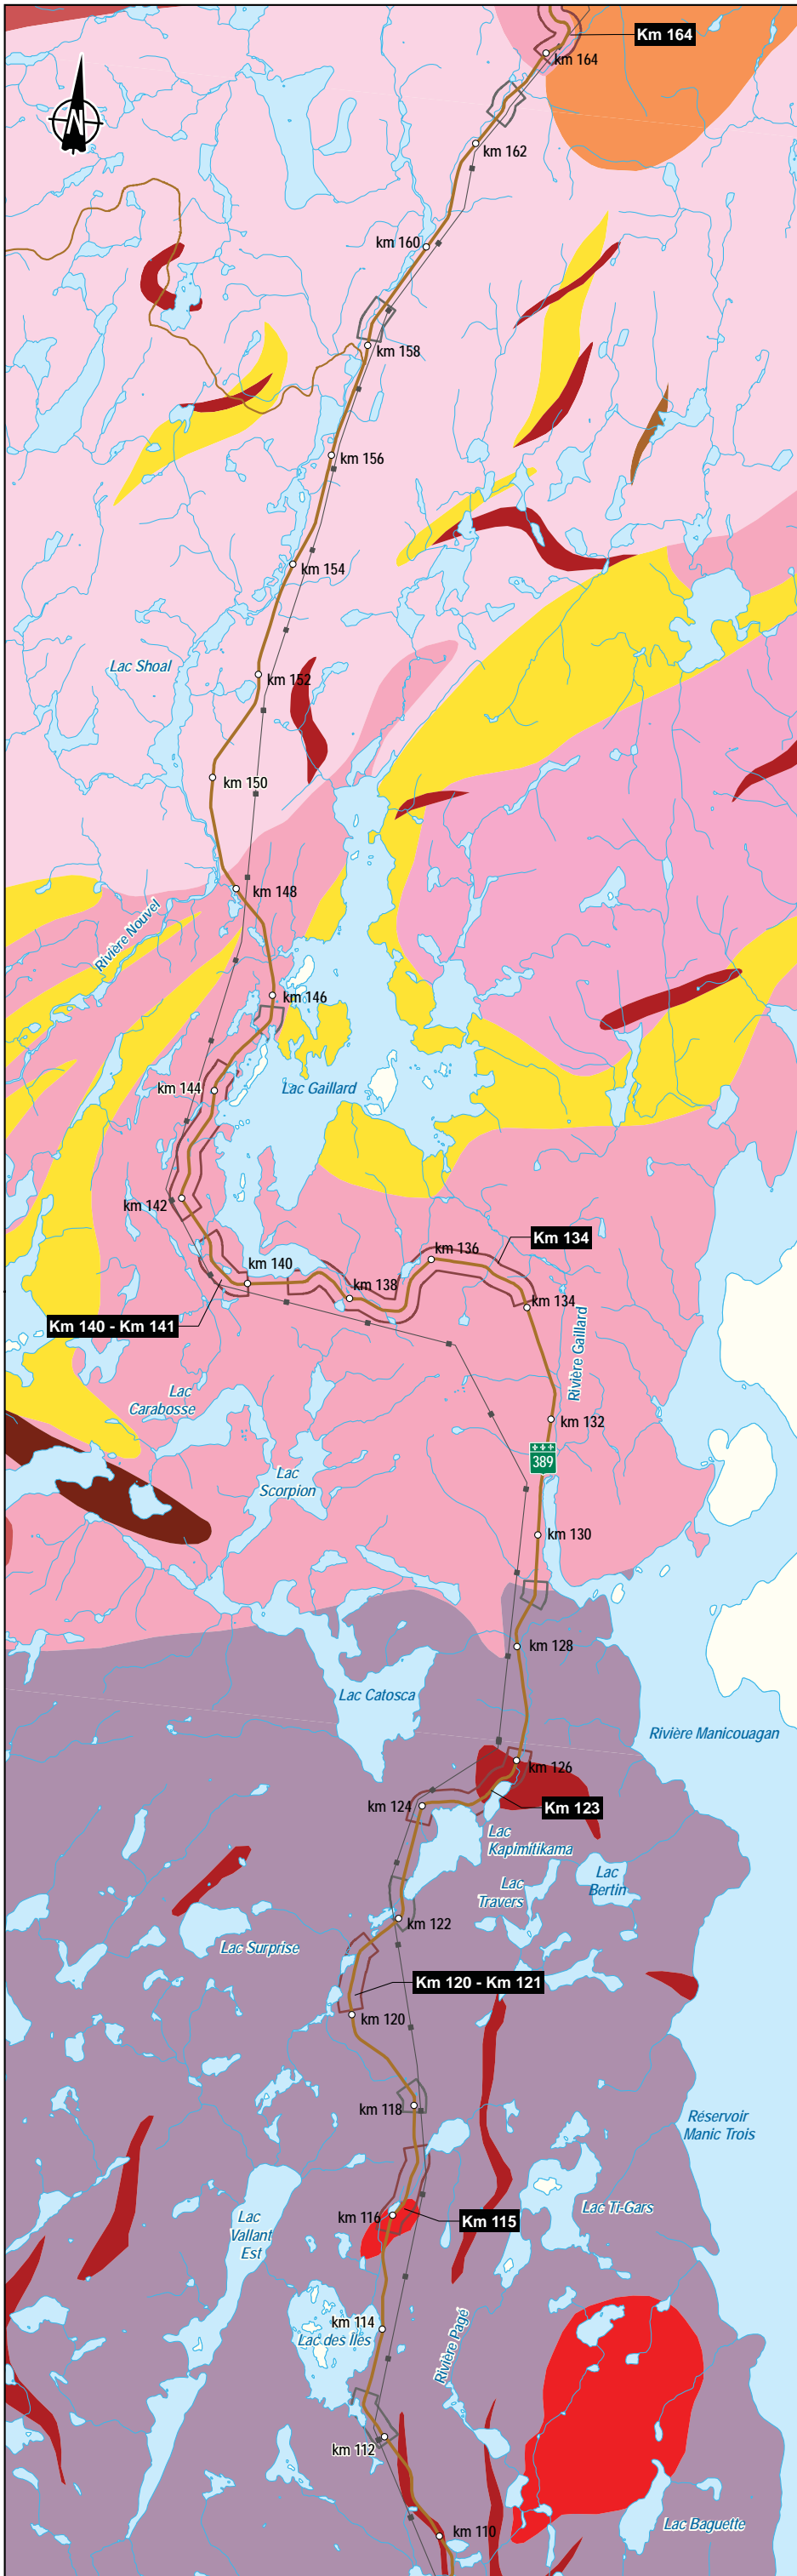 Km 164
km 164
N
km 162
km 160
km 158
km 156
km 154
Lac Shoal
km 152
km 150
km 148
Rivière Nouvel
km 146
Lac Gaillard
km 144
km 142
Km 134
km 136
km 140
km 138
km 134
Km 140 - Km 141
Rivière Gaillard
Lac
Carabosse
km 132
389
Lac
Scorpion
km 130
km 128
Lac Catosca
Rivière Manicouagan
km 126
km 124
Km 123
Lac
Kapimitikama
Lac
Bertin
Lac
Travers
km 122
Lac Surprise
Km 120 - Km 121
km 120
km 118
Réservoir
Manic Trois
Lac Ti-Gars
km 116
Km 115
Lac
Vallant
Est
km 114
Lac des Îles
Rivière Pagé
km 112
km 110
Lac Baguette